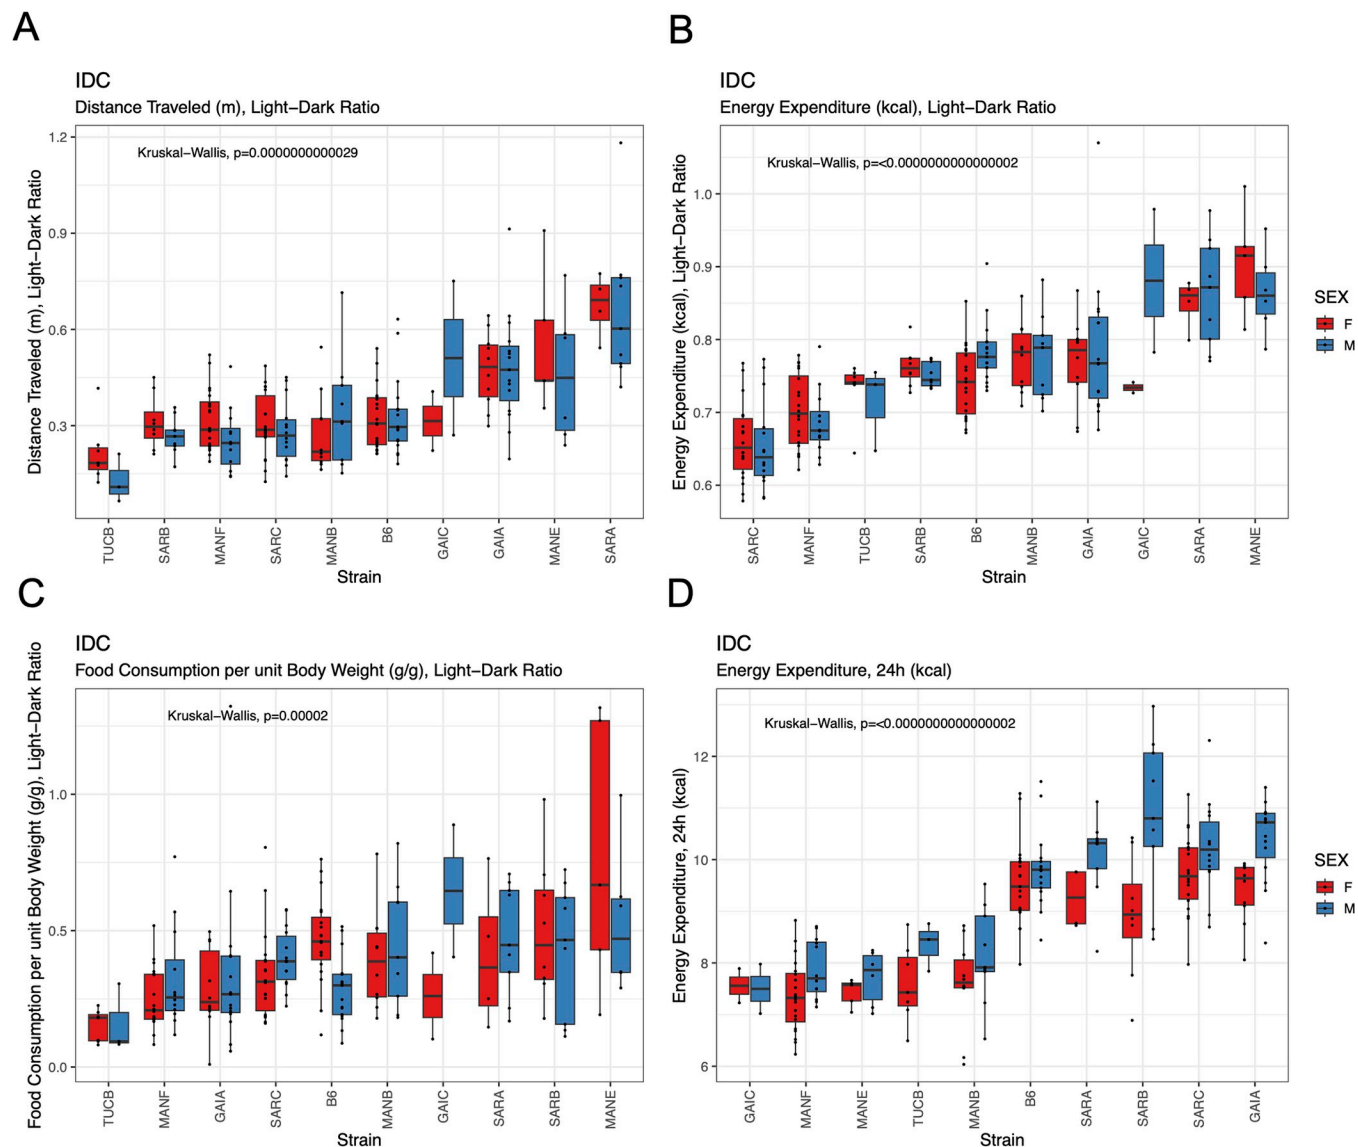 A
IDC
Distance Traveled (m), Light−Dark Ratio
Kruskal−Wallis, p=0.0000000000029
Distance Traveled (m), Light−Dark Ratio
1.2
0.9
0.6
0.3
TUCB
SARB
MANF
SARC
MANB
B6
GAIC
GAIA
MANE
SARA
Strain
B
IDC
Energy Expenditure (kcal), Light−Dark Ratio
Kruskal−Wallis, p=<0.0000000000000002
Energy Expenditure (kcal), Light−Dark Ratio
1.0
0.9
0.8
0.7
0.6
SARC
MANF
TUCB
SARB
B6
MANB
GAIA
GAIC
SARA
MANE
Strain
SEX
F
M
C
IDC
Food Consumption per unit Body Weight (g/g), Light−Dark Ratio
Kruskal−Wallis, p=0.00002
Food Consumption per unit Body Weight (g/g), Light−Dark Ratio
1.0
0.5
0.0
TUCB
MANF
GAIA
SARC
B6
MANB
GAIC
SARA
SARB
MANE
Strain
D
IDC
Energy Expenditure, 24h (kcal)
Kruskal−Wallis, p=<0.0000000000000002
Energy Expenditure, 24h (kcal)
12
10
8
6
GAIC
MANF
MANE
TUCB
MANB
B6
SARA
SARB
SARC
GAIA
Strain
SEX
F
M